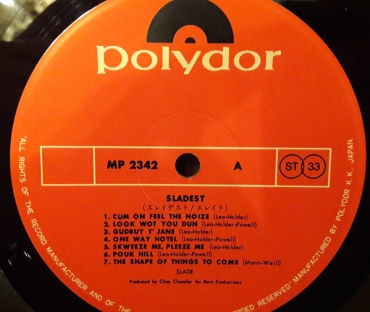 polydor
MP 2342 A ST 33
SLADEST
(スレイデスト/スレイド)
1. CUM ON FEEL THE NOIZE (Lea-Holder)
2. LOOK WOT YOU DUN (Lea-Holder-Powell)
3. GUDBUY T' JANE (Lea-Holder)
4. ONE WAY HOTEL (Lea-Holder-Powell)
5. SKWEEZE ME, PLEEZE ME (Lea-Holder)
6. POUK HILL (Lea-Holder-Powell)
7. THE SHAPE OF THINGS TO COME (Mann-Weill)
SLADE
Produced by Chas Chandler for Barn Productions
"ALL RIGHTS OF THE RECORD MANUFACTURER AND OF THE
RESERVED" MANUFACTURED BY POLYDOR K. K., JAPAN